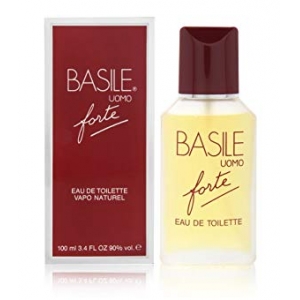 BASILE®
UOMO
forte
EAU DE TOILETTE
VAPO NATUREL
100 ml 3.4 FL OZ 90% vol. ℮
BASILE
UOMO
forte
EAU DE TOILETTE